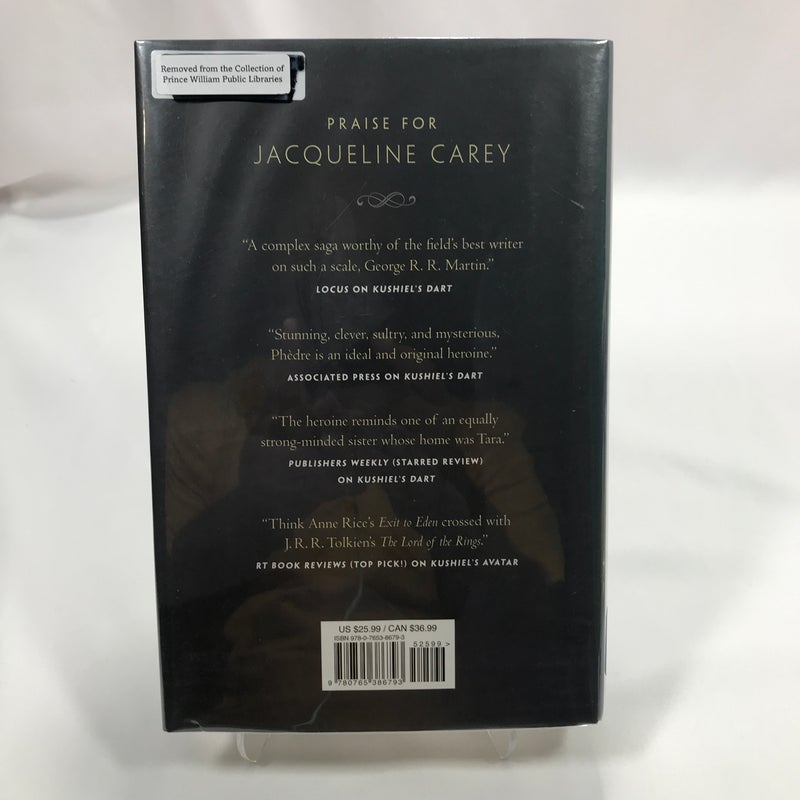 Removed from the Collection of
Prince William Public Libraries
PRAISE FOR
JACQUELINE CAREY
“A complex saga worthy of the field’s best writer
on such a scale, George R. R. Martin.”
LOCUS ON KUSHIEL’S DART
“Stunning, clever, sultry, and mysterious,
Phèdre is an ideal and original heroine.”
ASSOCIATED PRESS ON KUSHIEL’S DART
“The heroine reminds one of an equally
strong-minded sister whose home was Tara.”
PUBLISHERS WEEKLY (STARRED REVIEW)
ON KUSHIEL’S DART
“Think Anne Rice’s Exit to Eden crossed with
J. R. R. Tolkien’s The Lord of the Rings.”
RT BOOK REVIEWS (TOP PICK!) ON KUSHIEL’S AVATAR
US $25.99 / CAN $36.99
ISBN 978-0-7653-8679-3
52599>
9 780765 386793